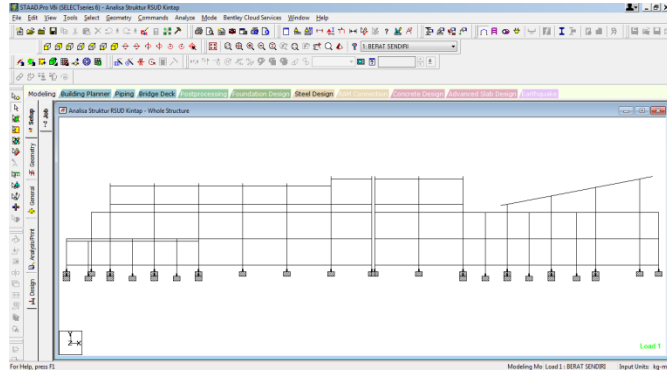 STAAD.Pro V8i (SELECTseries 6) - Analisa Struktur RSUD Kintap
File Edit View Tools Select Geometry Commands Analyze Mode Bentley Cloud Services Window Help
1: BERAT SENDIRI
Modeling Building Planner Piping Bridge Deck Postprocessing Foundation Design Steel Design RAM Connection Concrete Design Advanced Slab Design Earthquake
Analisa Struktur RSUD Kintap - Whole Structure
Setup
Job
Geometry
General
Analysis/Print
Design
Y
Z X
Load 1
For Help, press F1
Modeling Mo Load 1 : BERAT SENDIRI Input Units: kg-m